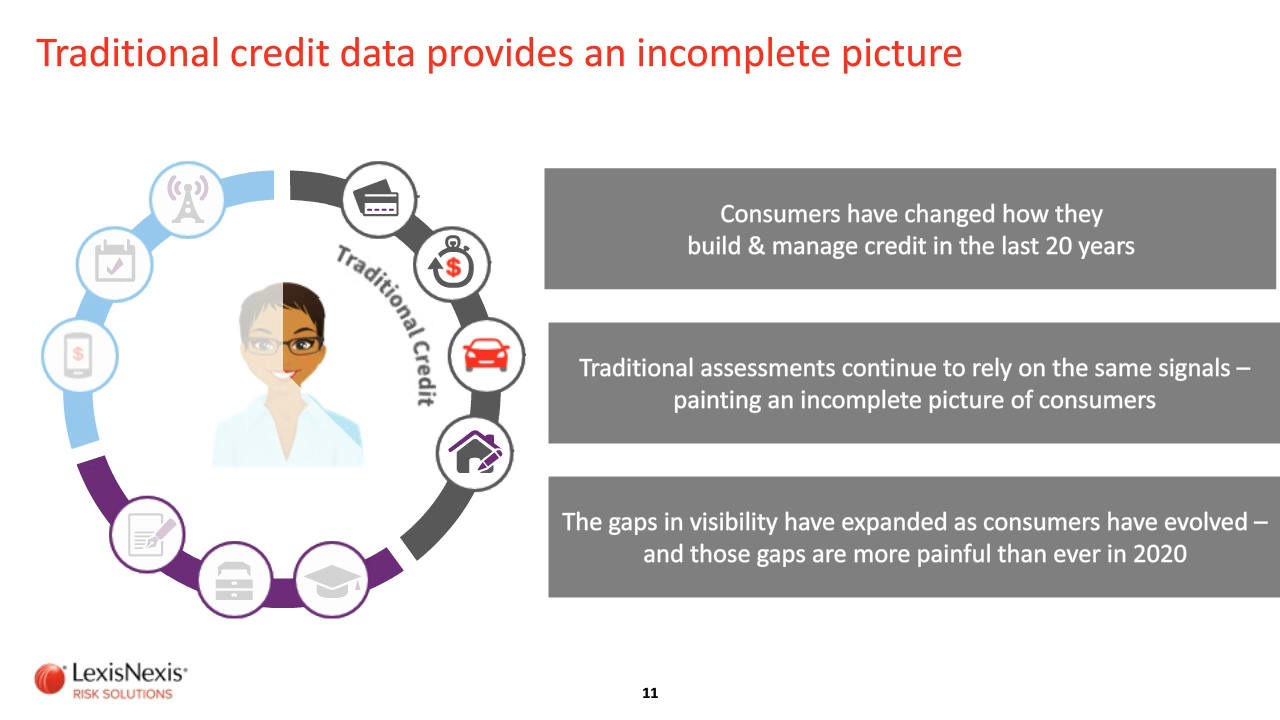 Traditional credit data provides an incomplete picture
Traditional Credit
$
$
Consumers have changed how they
build & manage credit in the last 20 years
Traditional assessments continue to rely on the same signals –
painting an incomplete picture of consumers
The gaps in visibility have expanded as consumers have evolved –
and those gaps are more painful than ever in 2020
LexisNexis®
RISK SOLUTIONS
11